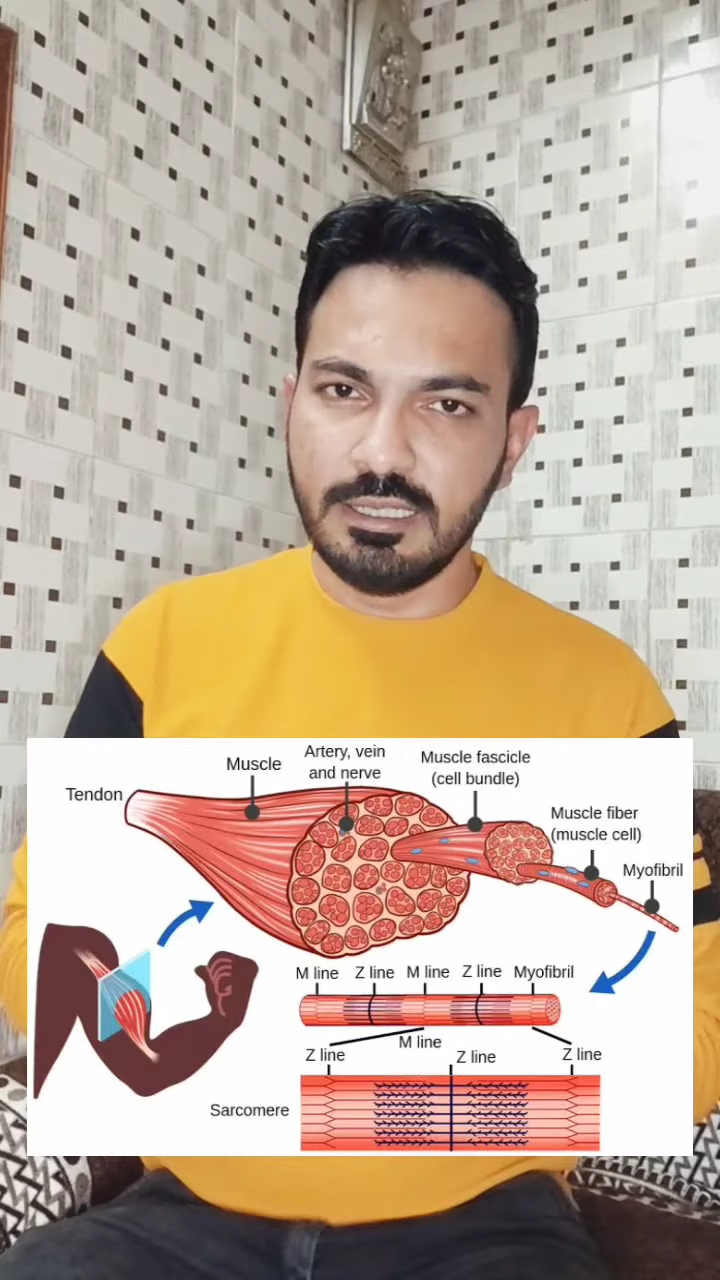 Artery, vein
and nerve
Muscle
Muscle fascicle
(cell bundle)
Tendon
Muscle fiber
(muscle cell)
Myofibril
M line
Z line
M line
Z line
Myofibril
M line
Z line
Z line
Z line
Sarcomere